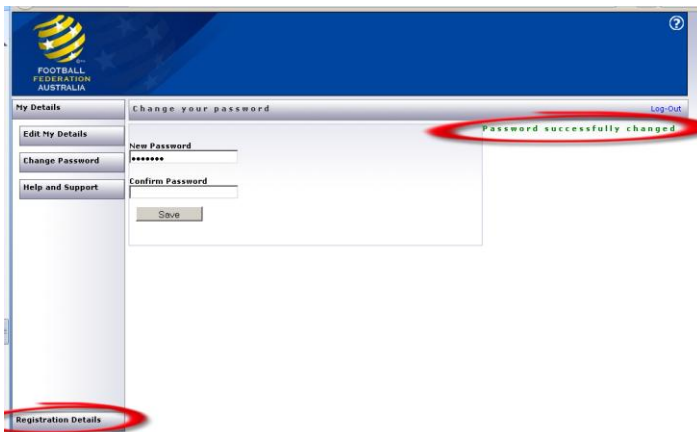 FOOTBALL
FEDERATION
AUSTRALIA
?
My Details
Change your password
Log-Out
Password successfully changed
Edit My Details
Change Password
Help and Support
New Password
•••••••
Confirm Password
Save
Registration Details